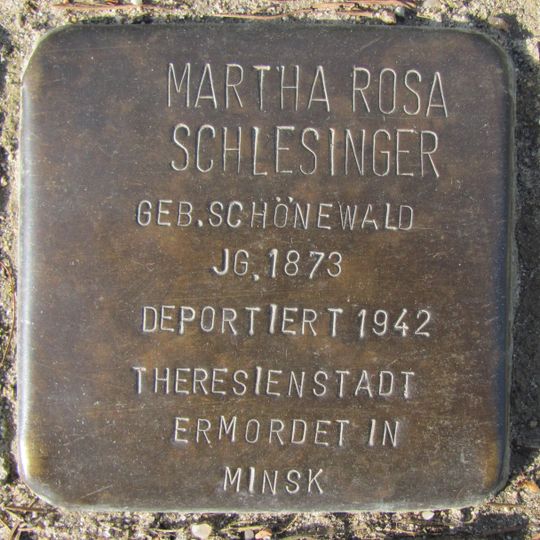 MARTHA ROSA
SCHLESINGER
GEB. SCHÖNEWALD
JG. 1873
DEPORTIERT 1942
THERESIENSTADT
ERMORDET IN
MINSK